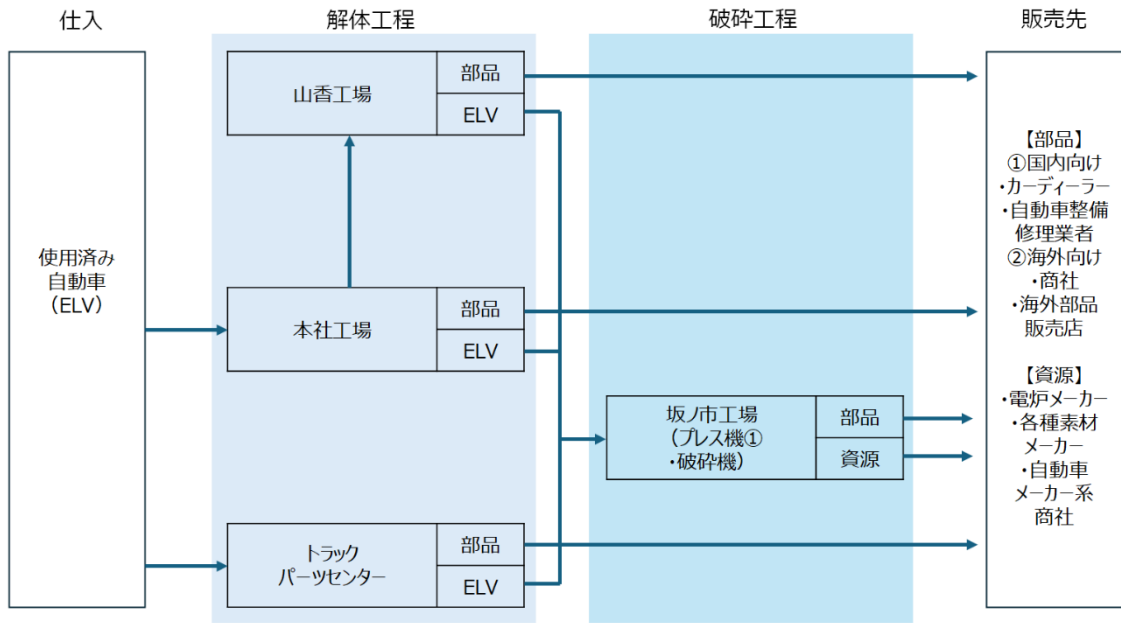 仕入
解体工程
破砕工程
販売先
使用済み
自動車
（ELV）
山香工場
部品
ELV
本社工場
部品
ELV
トラック
パーツセンター
部品
ELV
坂ノ市工場
（プレス機①
・破砕機）
部品
資源
【部品】
①国内向け
・カーディーラー
・自動車整備
修理業者
②海外向け
・商社
・海外部品
販売店
【資源】
・電炉メーカー
・各種素材
メーカー
・自動車
メーカー系
商社